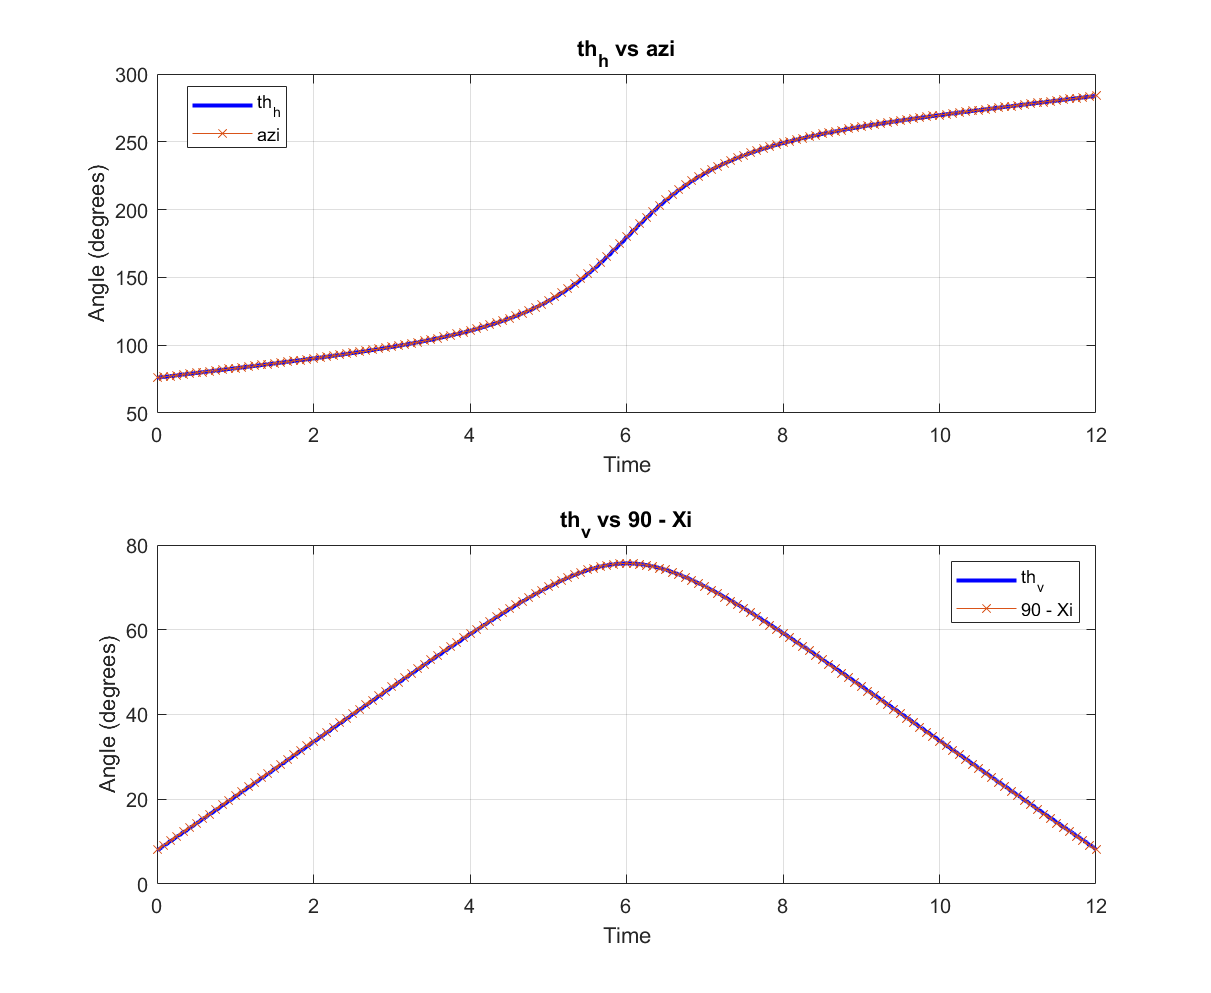 th_h vs azi
300
250
200
150
100
50
th_h
azi
Angle (degrees)
0 2 4 6 8 10 12
Time
th_v vs 90 - Xi
80
60
40
20
0
th_v
90 - Xi
Angle (degrees)
0 2 4 6 8 10 12
Time